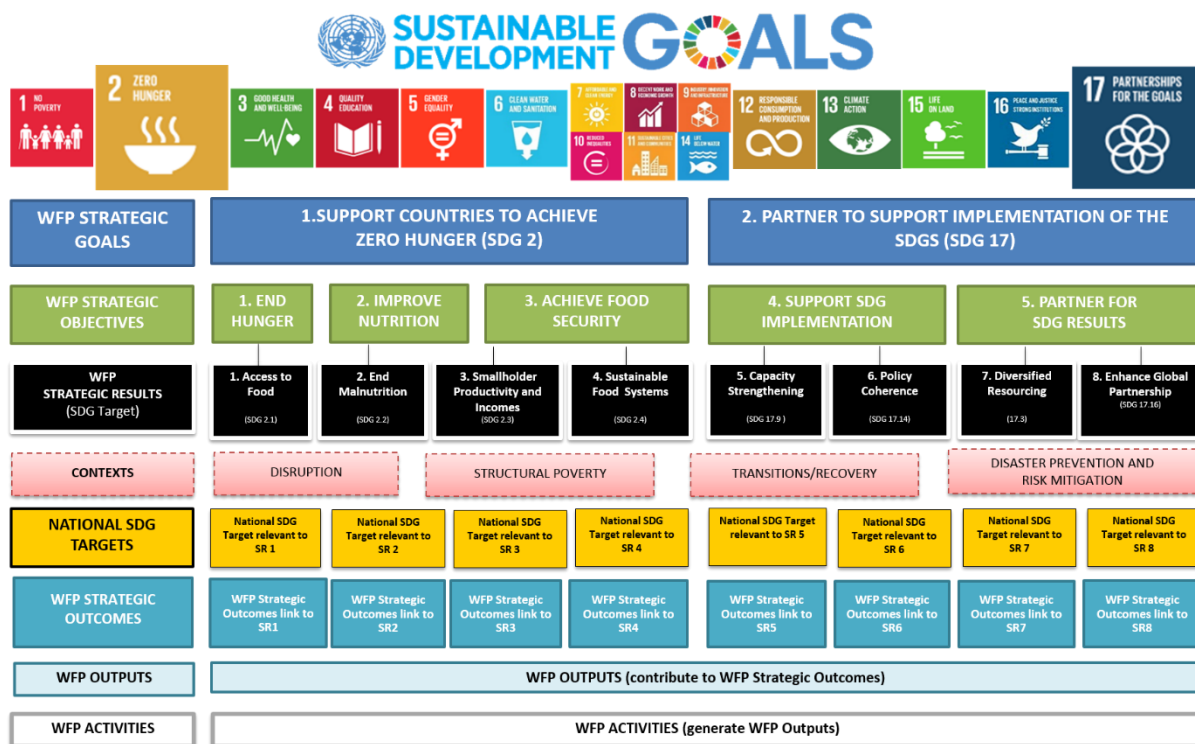 SUSTAINABLE
DEVELOPMENT
GOALS
1 NO
POVERTY
2 ZERO
HUNGER
3 GOOD HEALTH
AND WELL-BEING
4 QUALITY
EDUCATION
5 GENDER
EQUALITY
6 CLEAN WATER
AND SANITATION
7 AFFORDABLE AND
CLEAN ENERGY
8 DECENT WORK AND
ECONOMIC GROWTH
9 INDUSTRY, INNOVATION
AND INFRASTRUCTURE
10 REDUCED
INEQUALITIES
11 SUSTAINABLE CITIES
AND COMMUNITIES
14 LIFE
BELOW WATER
12 RESPONSIBLE
CONSUMPTION
AND PRODUCTION
13 CLIMATE
ACTION
15 LIFE
ON LAND
16 PEACE AND JUSTICE
STRONG INSTITUTIONS
17 PARTNERSHIPS
FOR THE GOALS
WFP STRATEGIC
GOALS
1.SUPPORT COUNTRIES TO ACHIEVE
ZERO HUNGER (SDG 2)
2. PARTNER TO SUPPORT IMPLEMENTATION OF THE
SDGS (SDG 17)
WFP STRATEGIC
OBJECTIVES
1. END
HUNGER
2. IMPROVE
NUTRITION
3. ACHIEVE FOOD
SECURITY
4. SUPPORT SDG
IMPLEMENTATION
5. PARTNER FOR
SDG RESULTS
WFP
STRATEGIC RESULTS
(SDG Target)
1. Access to
Food
(SDG 2.1)
2. End
Malnutrition
(SDG 2.2)
3. Smallholder
Productivity and
Incomes
(SDG 2.3)
4. Sustainable
Food Systems
(SDG 2.4)
5. Capacity
Strengthening
(SDG 17.9 )
6. Policy
Coherence
(SDG 17.14)
7. Diversified
Resourcing
(17.3)
8. Enhance Global
Partnership
(SDG 17.16)
CONTEXTS
DISRUPTION
STRUCTURAL POVERTY
TRANSITIONS/RECOVERY
DISASTER PREVENTION AND
RISK MITIGATION
NATIONAL SDG
TARGETS
National SDG
Target relevant to
SR 1
National SDG
Target relevant to
SR 2
National SDG
Target relevant to
SR 3
National SDG
Target relevant to
SR 4
National SDG Target
relevant to SR 5
National SDG
Target relevant to
SR 6
National SDG
Target relevant to
SR 7
National SDG
Target relevant to
SR 8
WFP STRATEGIC
OUTCOMES
WFP Strategic
Outcomes link to
SR1
WFP Strategic
Outcomes link to
SR2
WFP Strategic
Outcomes link to
SR3
WFP Strategic
Outcomes link to
SR4
WFP Strategic
Outcomes link to
SR5
WFP Strategic
Outcomes link to
SR6
WFP Strategic
Outcomes link to
SR7
WFP Strategic
Outcomes link to
SR8
WFP OUTPUTS
WFP OUTPUTS (contribute to WFP Strategic Outcomes)
WFP ACTIVITIES
WFP ACTIVITIES (generate WFP Outputs)